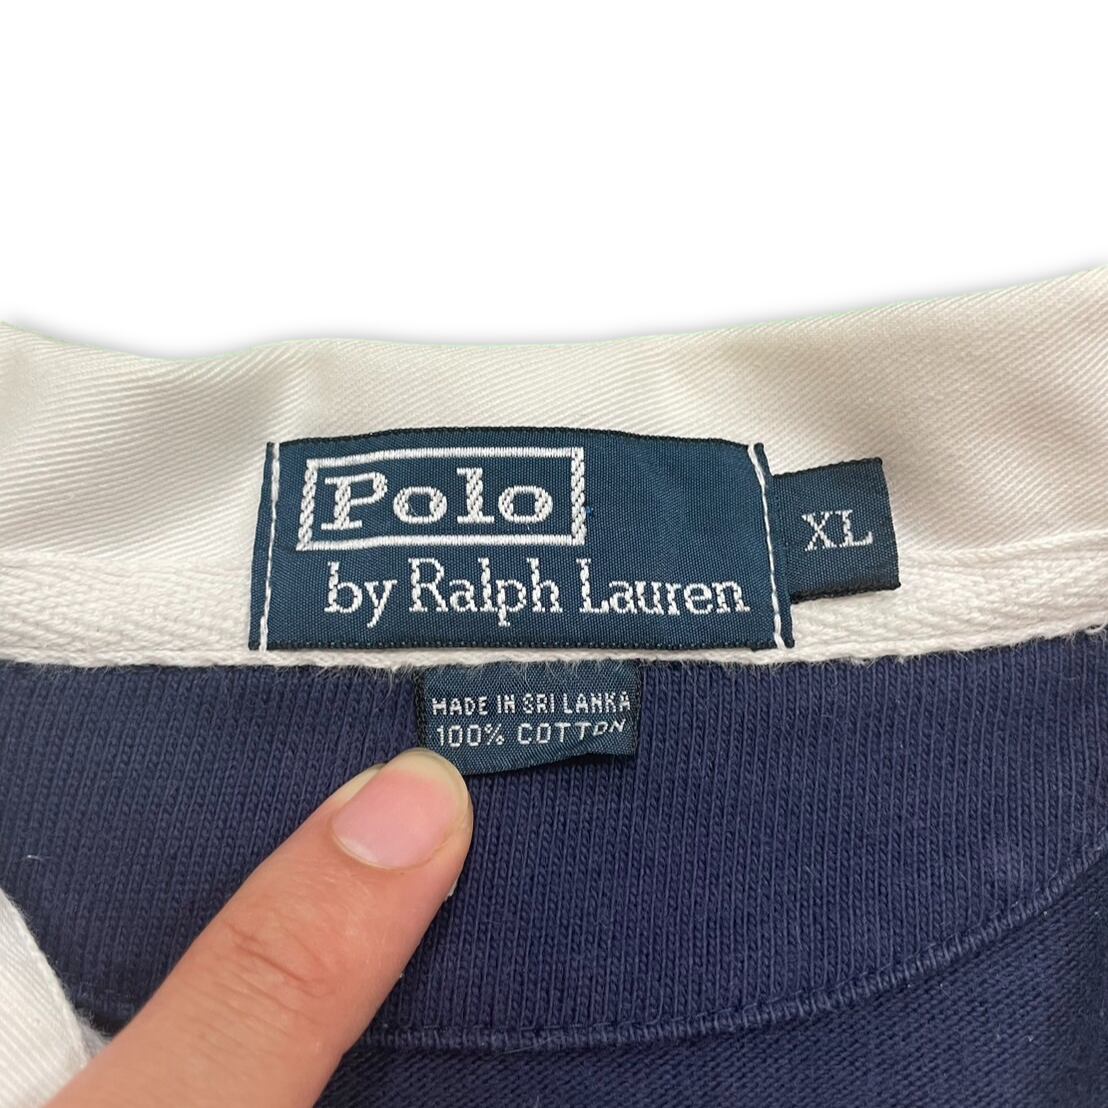 Polo
by Ralph Lauren
XL
MADE IN SRI LANKA
100% COTTON